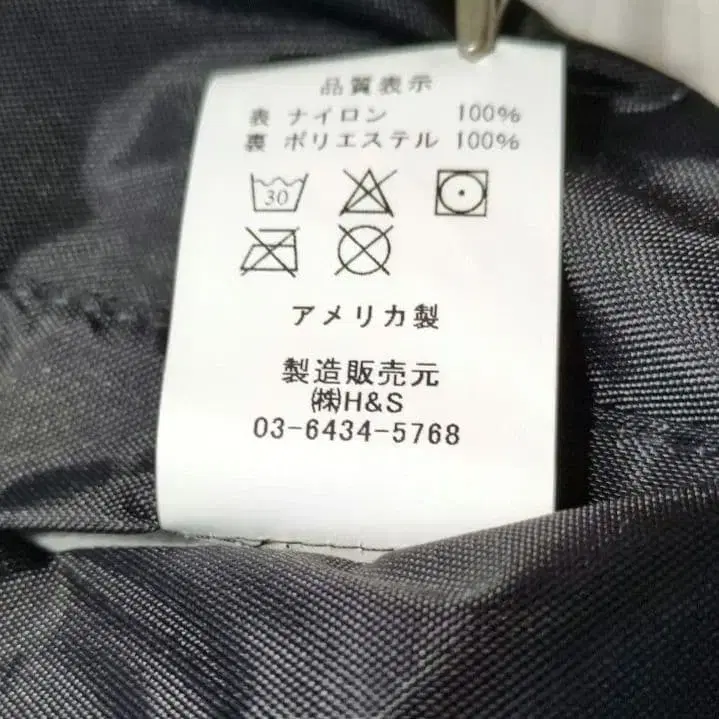 品質表示
表 ナイロン 100%
裏 ポリエステル 100%
30
アメリカ製
製造販売元
㈱H&S
03-6434-5768